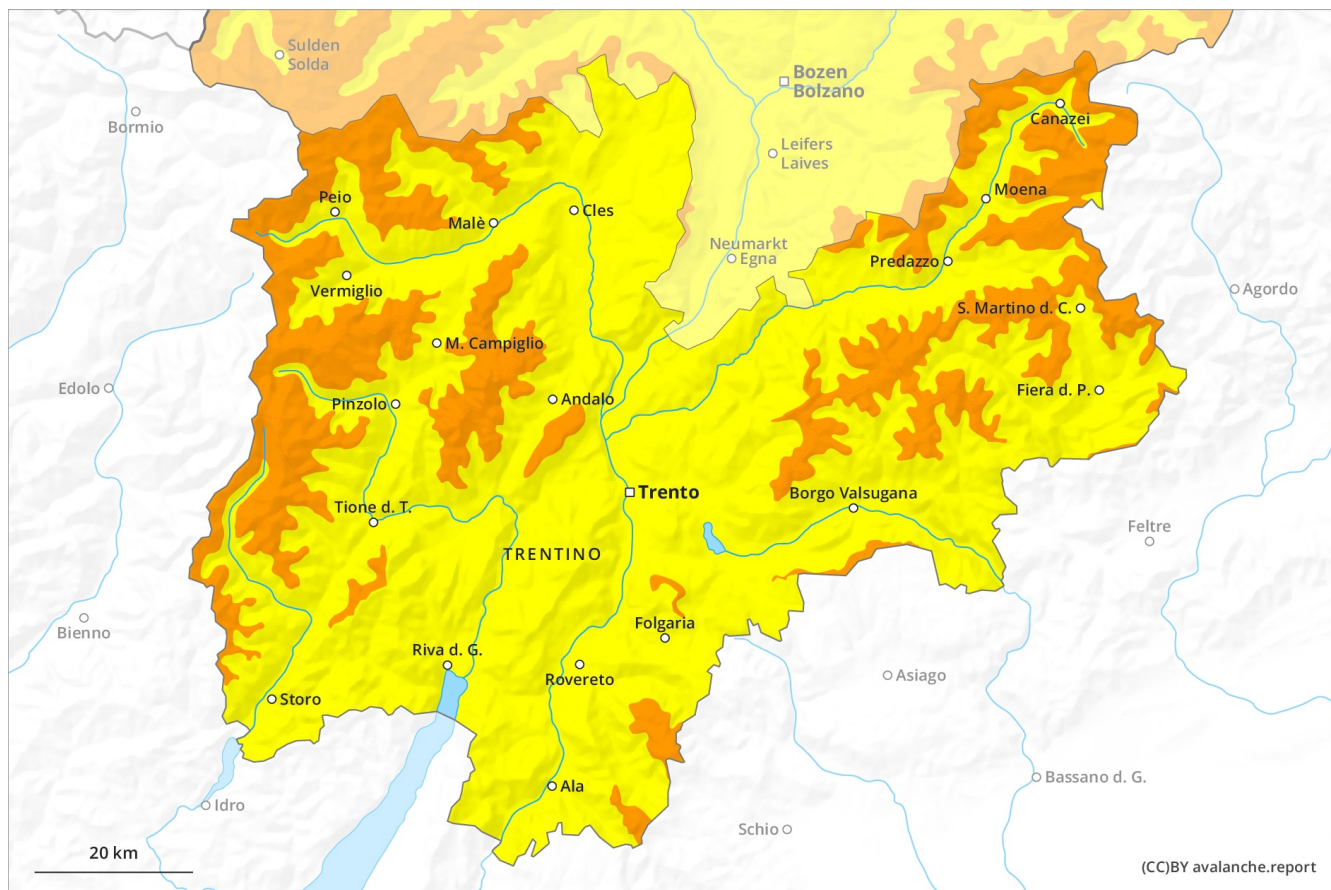 Sulden
Solda
Bozen
Bolzano
Bormio
Canazei
Leifers
Laives
Peio
Moena
Malè
Cles
Neumarkt
Egna
Predazzo
Vermiglio
Agordo
S. Martino d. C.
M. Campiglio
Edolo
Pinzolo
Andalo
Fiera d. P.
Trento
Borgo Valsugana
Tione d. T.
Feltre
TRENTINO
Bienno
Folgaria
Riva d. G.
Rovereto
Asiago
Storo
Bassano d. G.
Ala
Idro
Schio
20 km
(CC)BY avalanche.report